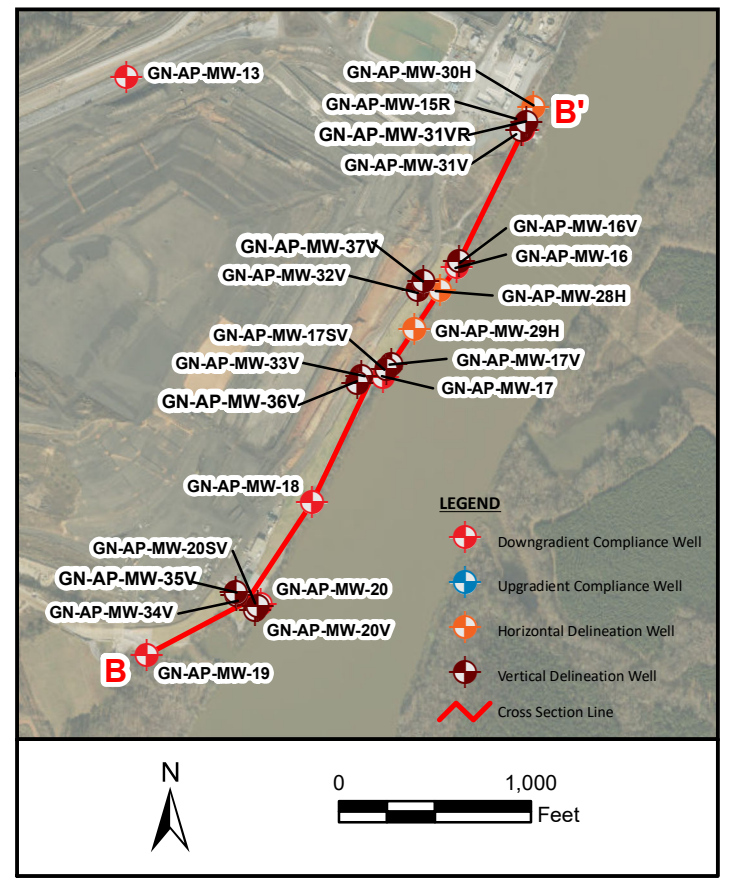 GN-AP-MW-13
GN-AP-MW-30H
GN-AP-MW-15R
B'
GN-AP-MW-31VR
GN-AP-MW-31V
GN-AP-MW-16V
GN-AP-MW-37V
GN-AP-MW-16
GN-AP-MW-32V
GN-AP-MW-28H
GN-AP-MW-29H
GN-AP-MW-17SV
GN-AP-MW-17V
GN-AP-MW-33V
GN-AP-MW-17
GN-AP-MW-36V
GN-AP-MW-18
GN-AP-MW-20SV
GN-AP-MW-35V
GN-AP-MW-20
GN-AP-MW-34V
GN-AP-MW-20V
B
GN-AP-MW-19
LEGEND
Downgradient Compliance Well
Upgradient Compliance Well
Horizontal Delineation Well
Vertical Delineation Well
Cross Section Line
N
0 1,000
Feet